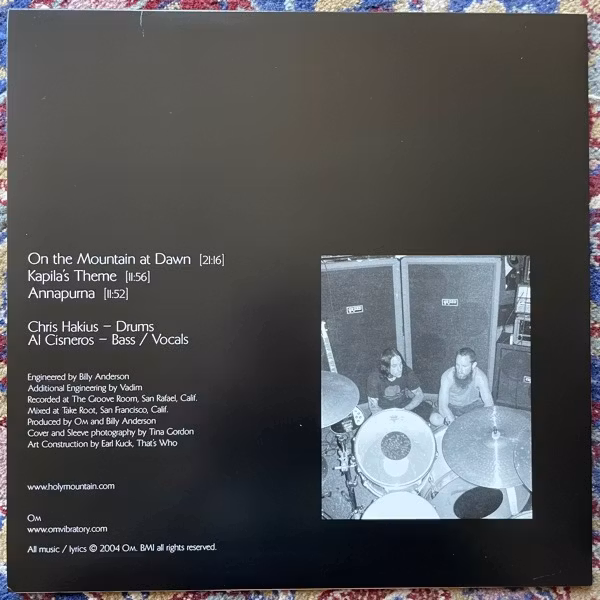 On the Mountain at Dawn [21:16]
Kapila's Theme [11:56]
Annapurna [11:52]
Chris Hakius – Drums
Al Cisneros – Bass / Vocals
Engineered by Billy Anderson
Additional Engineering by Vadim
Recorded at The Groove Room, San Rafael, Calif.
Mixed at Take Root, San Francisco, Calif.
Produced by Om and Billy Anderson
Cover and Sleeve photography by Tina Gordon
Art Construction by Earl Kuck, That's Who
www.holymountain.com
Om
www.omvibratory.com
All music / lyrics © 2004 Om. BMI all rights reserved.